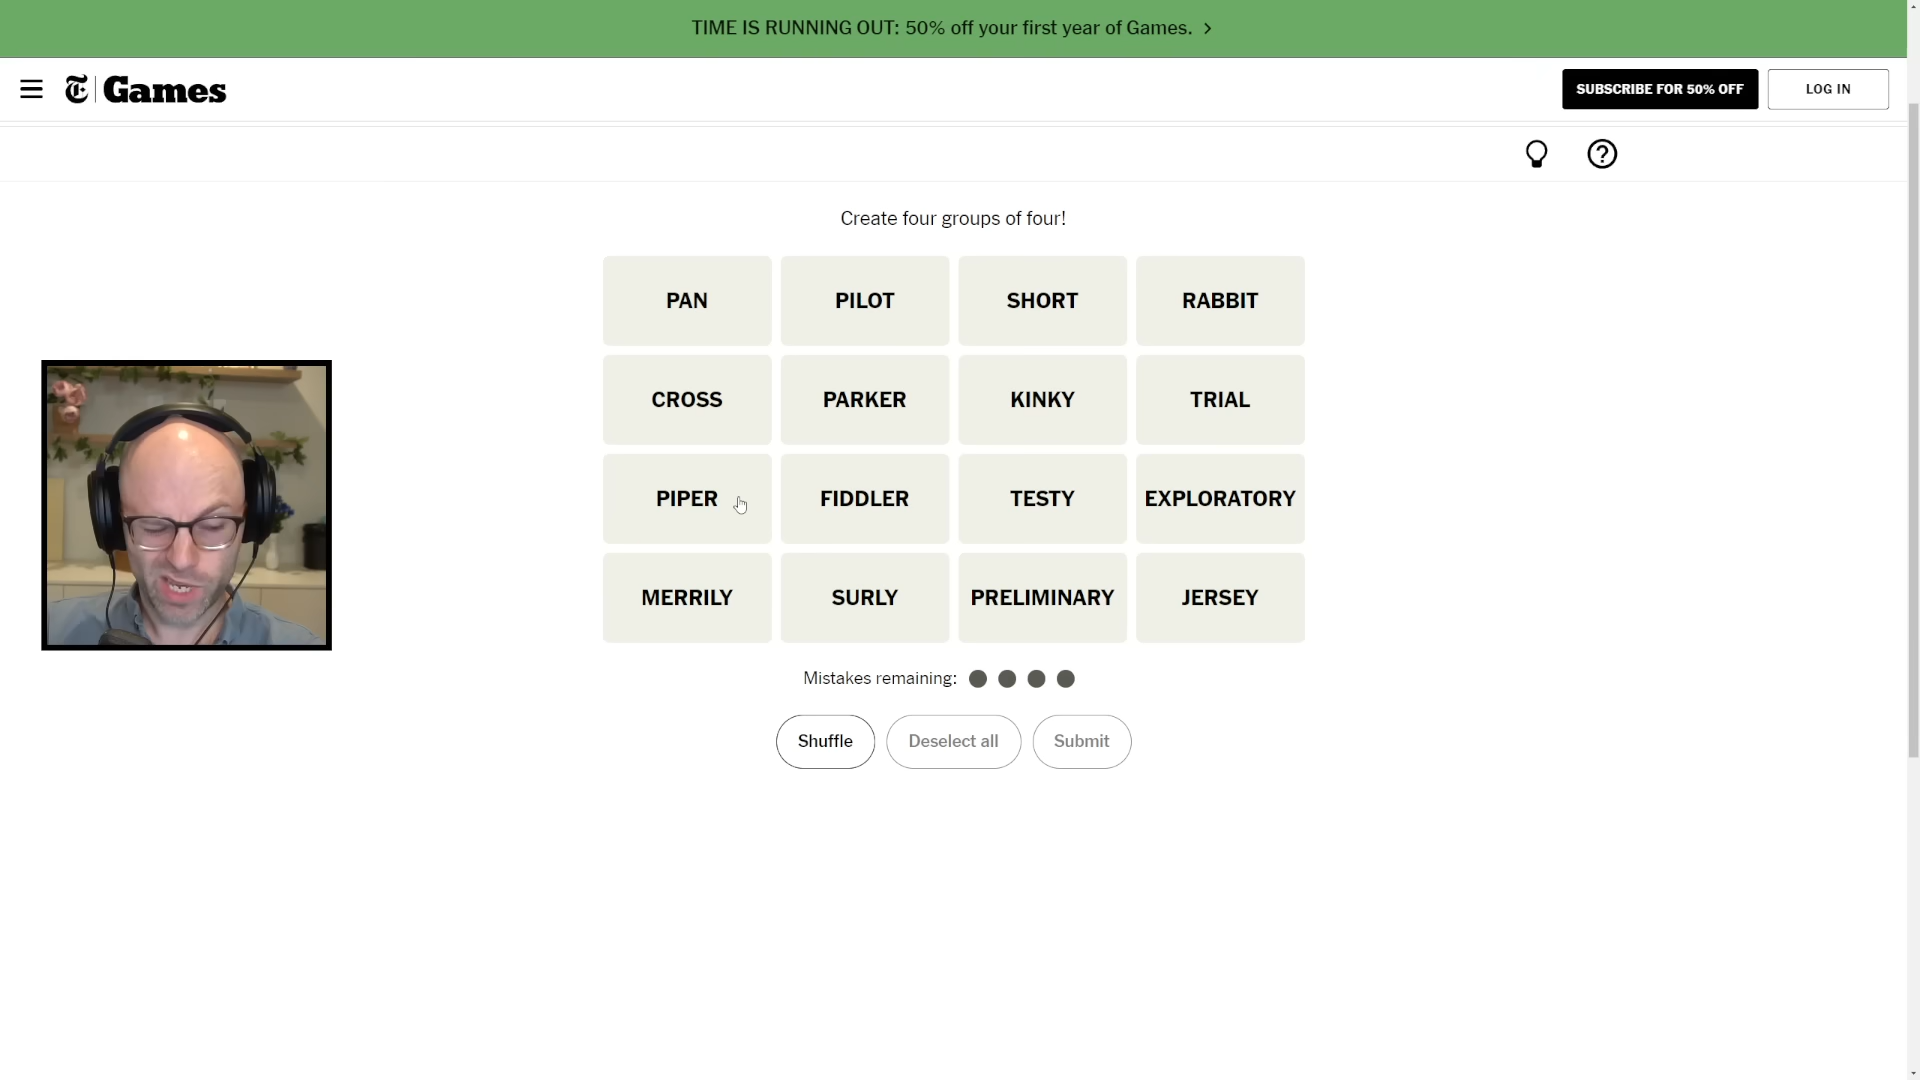 TIME IS RUNNING OUT: 50% off your first year of Games.
T Games
SUBSCRIBE FOR 50% OFF
LOG IN
Create four groups of four!
PAN PILOT SHORT RABBIT
CROSS PARKER KINKY TRIAL
PIPER FIDDLER TESTY EXPLORATORY
MERRILY SURLY PRELIMINARY JERSEY
Mistakes remaining:
Shuffle Deselect all Submit